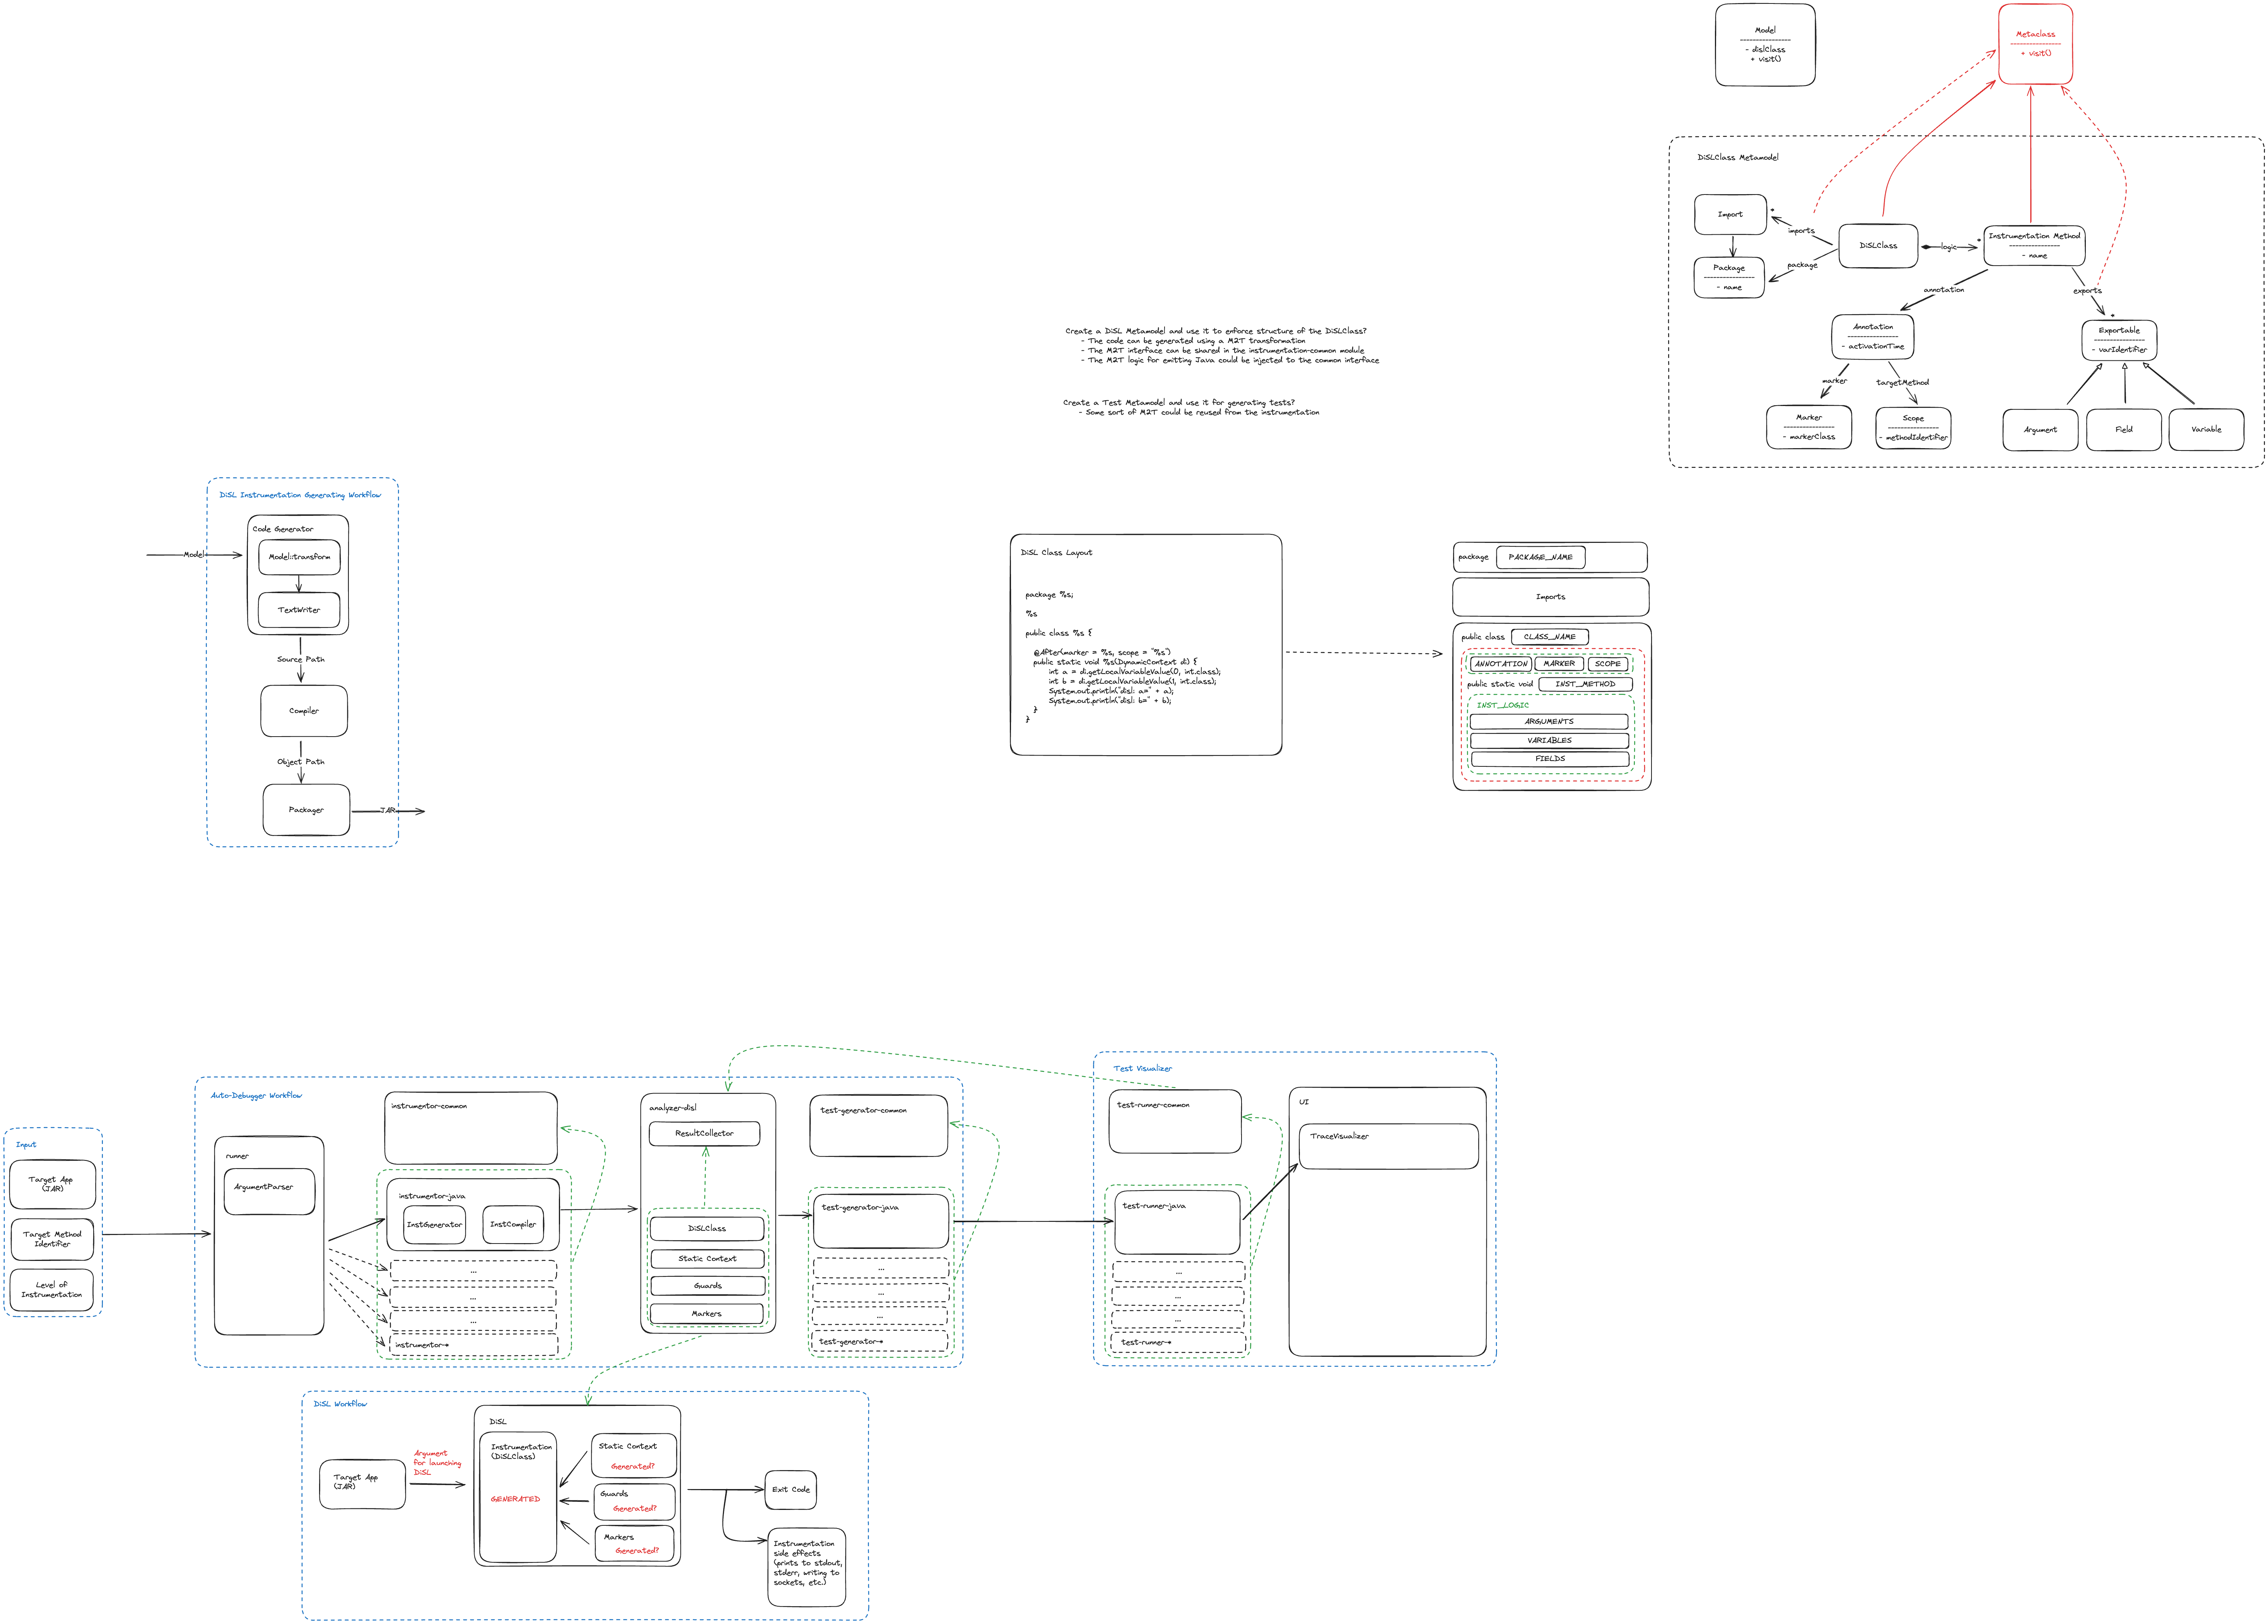 Model
----------------
- dislClass
+ visit()
Metaclass
----------------
+ visit()
DiSLClass Metamodel
Import
*
imports
DiSLClass
logic
*
Instrumentation Method
----------------
- name
Package
----------------
- name
package
annotation
exports
*
Annotation
----------------
- activationTime
Exportable
----------------
- varIdentifier
marker
targetMethod
Marker
----------------
- markerClass
Scope
----------------
- methodIdentifier
Argument
Field
Variable
Create a DiSL Metamodel and use it to enforce structure of the DiSLClass?
- The code can be generated using a M2T transformation
- The M2T interface can be shared in the instrumentation-common module
- The M2T logic for emitting Java could be injected to the common interface
Create a Test Metamodel and use it for generating tests?
- Some sort of M2T could be reused from the instrumentation
DiSL Instrumentation Generating Workflow
Code Generator
Model
Model::transform
TextWriter
Source Path
Compiler
Object Path
Packager
JAR
DiSL Class Layout
package %s;
%s
public class %s {
@After(marker = %s, scope = "%s")
public static void %s(DynamicContext di) {
int a = di.getLocalVariableValue(0, int.class);
int b = di.getLocalVariableValue(1, int.class);
System.out.println("disl: a=" + a);
System.out.println("disl: b=" + b);
}
}
package PACKAGE_NAME
Imports
public class CLASS_NAME
ANNOTATION MARKER SCOPE
public static void INST_METHOD
INST_LOGIC
ARGUMENTS
VARIABLES
FIELDS
Input
Target App
(JAR)
Target Method
Identifier
Level of
Instrumentation
Auto-Debugger Workflow
runner
ArgumentParser
instrumentor-common
instrumentor-java
InstGenerator
InstCompiler
...
...
...
instrumentor-*
analyzer-disl
ResultCollector
DiSLClass
Static Context
Guards
Markers
test-generator-common
test-generator-java
...
...
...
test-generator-*
Test Visualizer
test-runner-common
test-runner-java
...
...
...
test-runner-*
UI
TraceVisualizer
DiSL Workflow
Target App
(JAR)
Argument
for launching
DiSL
DiSL
Instrumentation
(DiSLClass)
GENERATED
Static Context
Generated?
Guards
Generated?
Markers
Generated?
Exit Code
Instrumentation
side effects
(prints to stdout,
stderr, writing to
sockets, etc.)